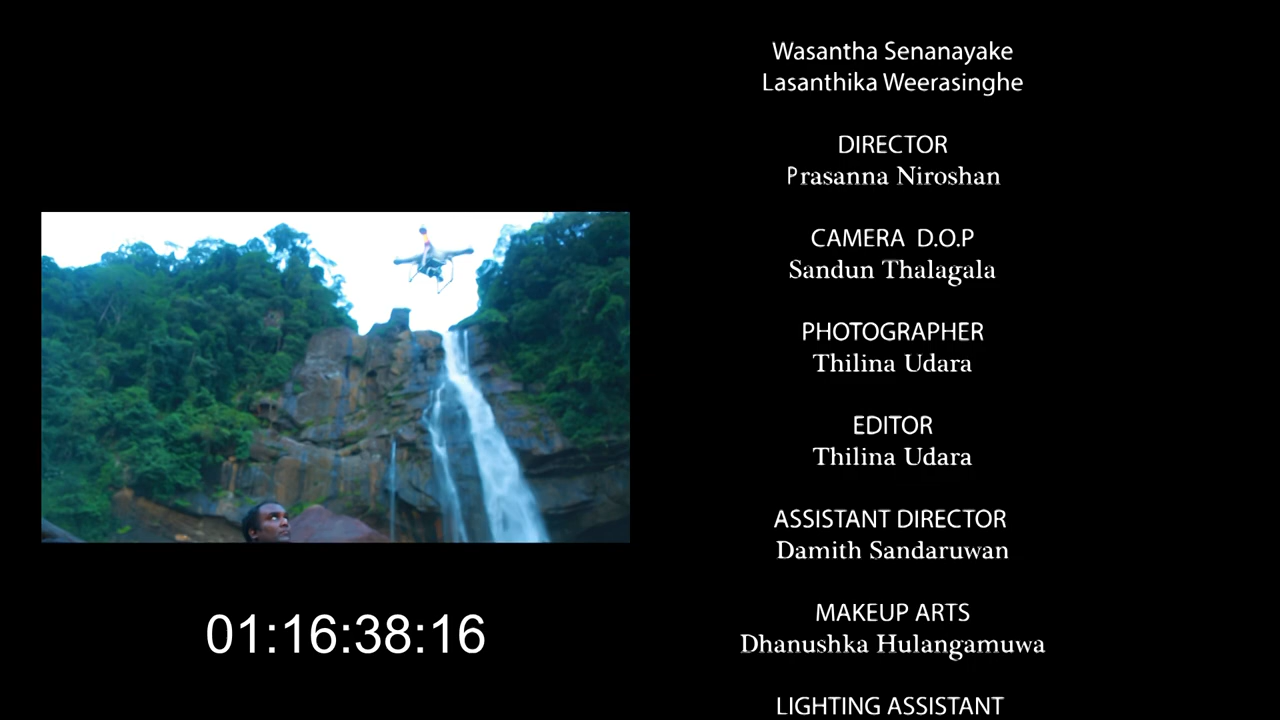 Wasantha Senanayake
Lasanthika Weerasinghe
DIRECTOR
Prasanna Niroshan
CAMERA D.O.P
Sandun Thalagala
PHOTOGRAPHER
Thilina Udara
EDITOR
Thilina Udara
ASSISTANT DIRECTOR
Damith Sandaruwan
MAKEUP ARTS
Dhanushka Hulangamuwa
LIGHTING ASSISTANT
01:16:38:16